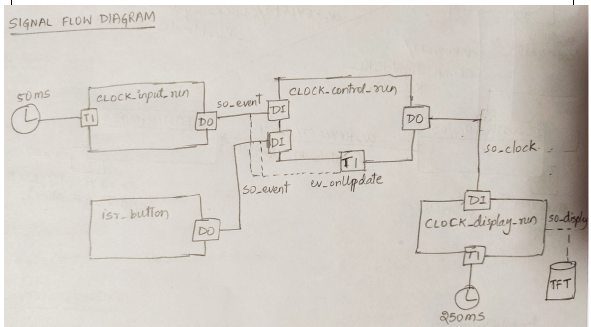 SIGNAL FLOW DIAGRAM
50ms
TI
CLOCK_input_run
DO
so_event
DI
DI
CLOCK_control_run
DO
TI
so_event
ev_onUpdate
isr_button
DO
so_clock
DI
CLOCK_display_run
TI
so_display
TFT
250ms